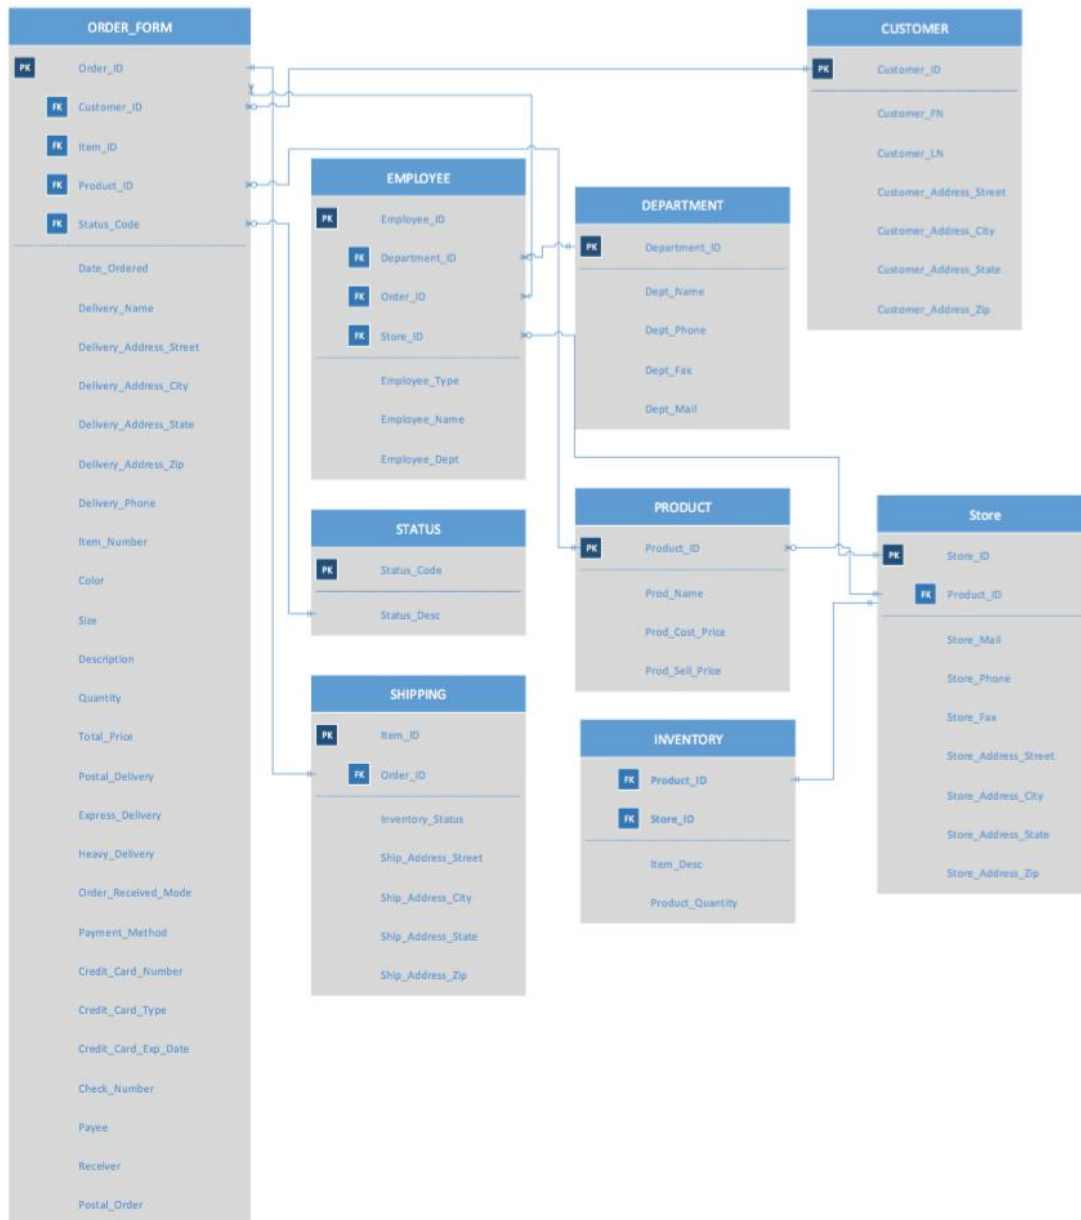 ORDER_FORM
PK Order_ID
FK Customer_ID
FK Item_ID
FK Product_ID
FK Status_Code
Date_Ordered
Delivery_Name
Delivery_Address_Street
Delivery_Address_City
Delivery_Address_State
Delivery_Address_Zip
Delivery_Phone
Item_Number
Color
Size
Description
Quantity
Total_Price
Postal_Delivery
Express_Delivery
Heavy_Delivery
Order_Received_Mode
Payment_Method
Credit_Card_Number
Credit_Card_Type
Credit_Card_Exp_Date
Check_Number
Payee
Receiver
Postal_Order
EMPLOYEE
PK Employee_ID
FK Department_ID
FK Order_ID
FK Store_ID
Employee_Type
Employee_Name
Employee_Dept
STATUS
PK Status_Code
Status_Desc
SHIPPING
PK Item_ID
FK Order_ID
Inventory_Status
Ship_Address_Street
Ship_Address_City
Ship_Address_State
Ship_Address_Zip
DEPARTMENT
PK Department_ID
Dept_Name
Dept_Phone
Dept_Fax
Dept_Mail
PRODUCT
PK Product_ID
Prod_Name
Prod_Cost_Price
Prod_Sell_Price
INVENTORY
FK Product_ID
FK Store_ID
Item_Desc
Product_Quantity
CUSTOMER
PK Customer_ID
Customer_FN
Customer_LN
Customer_Address_Street
Customer_Address_City
Customer_Address_State
Customer_Address_Zip
Store
PK Store_ID
FK Product_ID
Store_Mail
Store_Phone
Store_Fax
Store_Address_Street
Store_Address_City
Store_Address_State
Store_Address_Zip